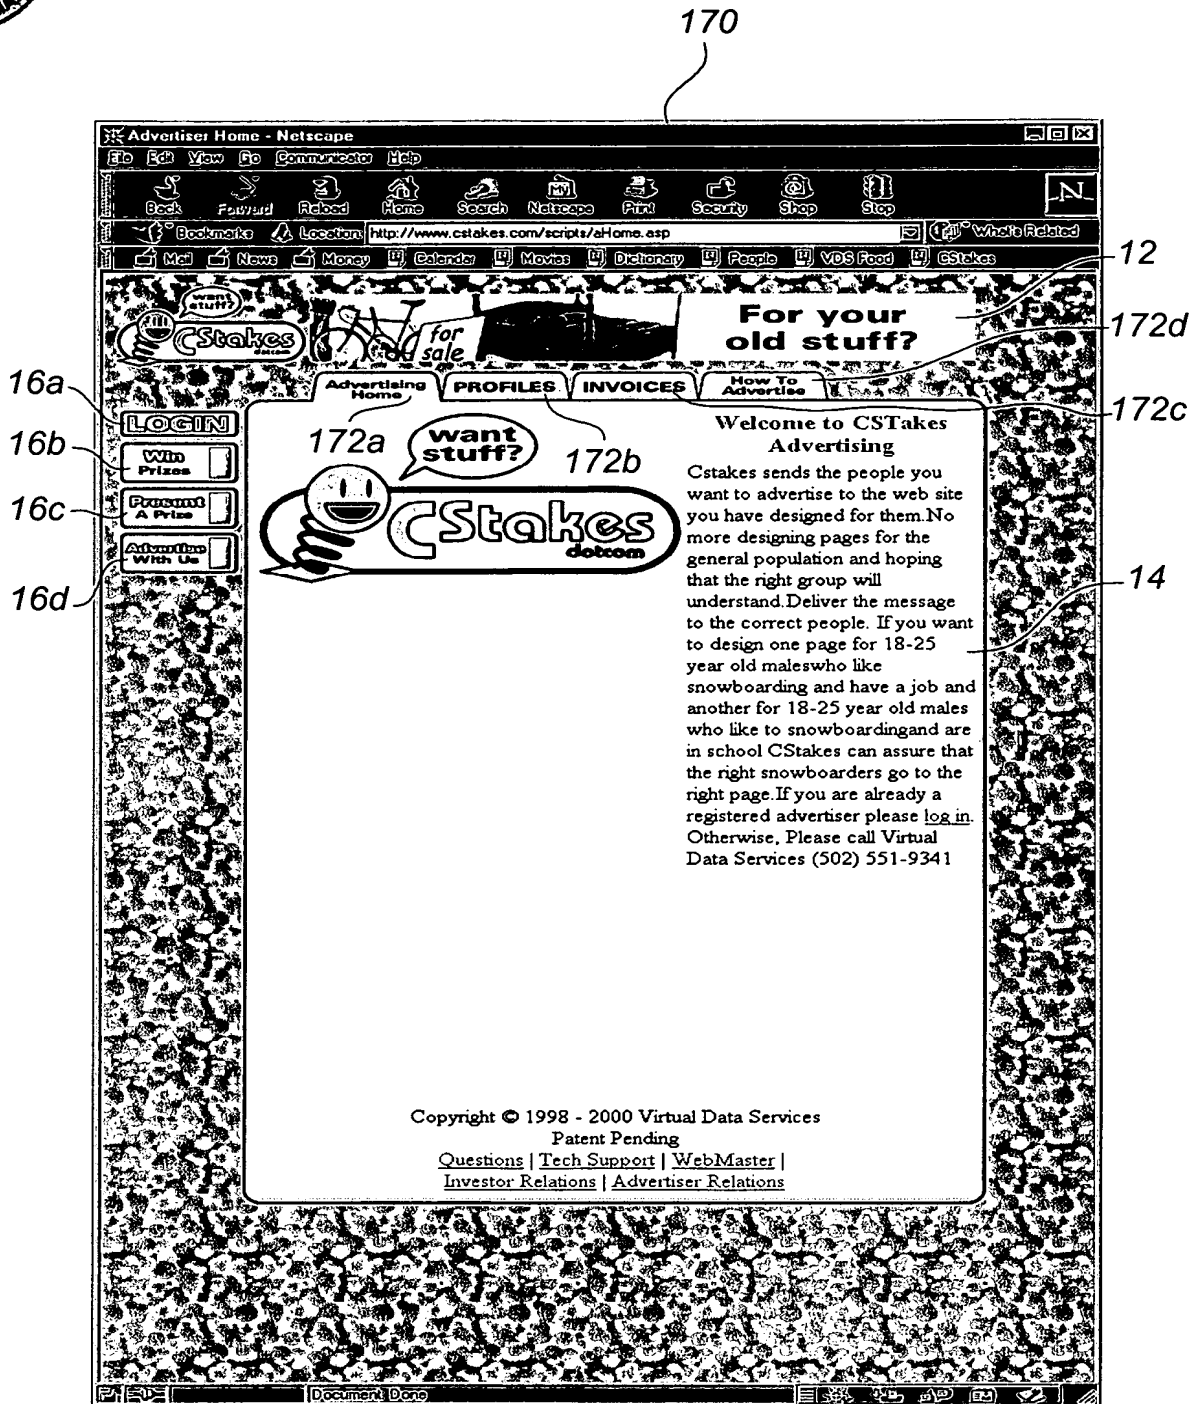 170
Advertiser Home - Netscape
File Edit View Go Communicator Help
Back Forward Reload Home Search Netscape Print Security Shop Stop
Bookmarks Location: http://www.cstakes.com/scripts/aHome.asp What's Related
Mail News Money Calendar Movies Dictionary People VDS Food CStakes
12
want stuff?
CStakes
dotcom
for sale
For your
old stuff?
172d
Advertising Home PROFILES INVOICES How To Advertise
172c
16a
LOGIN
16b
Win Prizes
16c
Present A Prize
16d
Advertise With Us
172a
want stuff?
172b
CStakes
dotcom
Welcome to CSTakes
Advertising
Cstakes sends the people you
want to advertise to the web site
you have designed for them.No
more designing pages for the
general population and hoping
that the right group will
understand.Deliver the message
to the correct people. If you want
to design one page for 18-25
year old maleswho like
snowboarding and have a job and
another for 18-25 year old males
who like to snowboardingand are
in school CStakes can assure that
the right snowboarders go to the
right page.If you are already a
registered advertiser please log in.
Otherwise, Please call Virtual
Data Services (502) 551-9341
14
Copyright © 1998 - 2000 Virtual Data Services
Patent Pending
Questions | Tech Support | WebMaster |
Investor Relations | Advertiser Relations
Document: Done